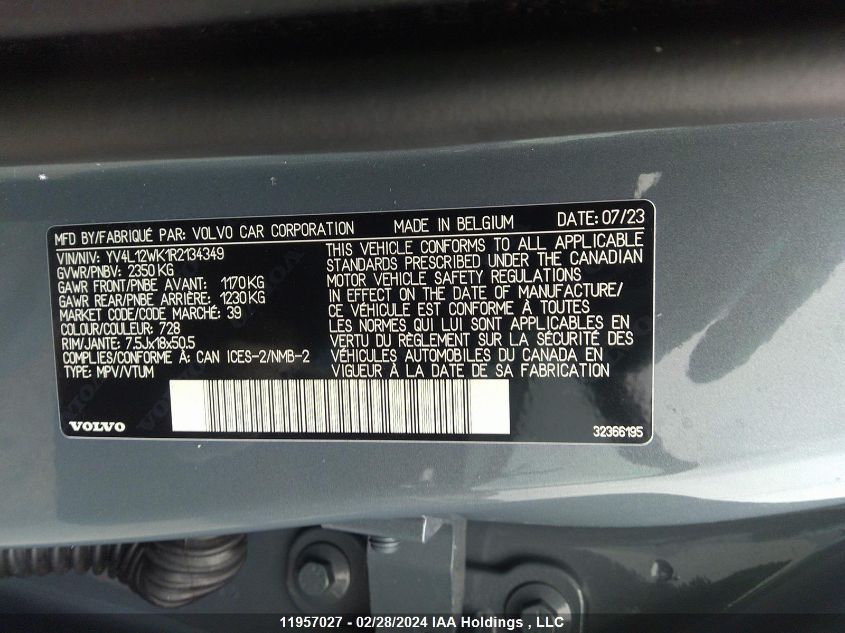 MFD BY/FABRIQUÉ PAR: VOLVO CAR CORPORATION MADE IN BELGIUM DATE: 07/23
VIN/NIV: YV4L12WK1R2134349
GVWR/PNBV: 2350 KG
GAWR FRONT/PNBE AVANT: 1170 KG
GAWR REAR/PNBE ARRIÈRE: 1230 KG
MARKET CODE/CODE MARCHÉ: 39
COLOUR/COULEUR: 728
RIM/JANTE: 7.5Jx18x50.5
COMPLIES/CONFORME À: CAN ICES-2/NMB-2
TYPE: MPV/VTUM
THIS VEHICLE CONFORMS TO ALL APPLICABLE
STANDARDS PRESCRIBED UNDER THE CANADIAN
MOTOR VEHICLE SAFETY REGULATIONS
IN EFFECT ON THE DATE OF MANUFACTURE/
CE VÉHICULE EST CONFORME À TOUTES
LES NORMES QUI LUI SONT APPLICABLES EN
VERTU DU RÈGLEMENT SUR LA SÉCURITÉ DES
VÉHICULES AUTOMOBILES DU CANADA EN
VIGUEUR À LA DATE DE SA FABRICATION
VOLVO
32366195
11957027 - 02/28/2024 IAA Holdings , LLC